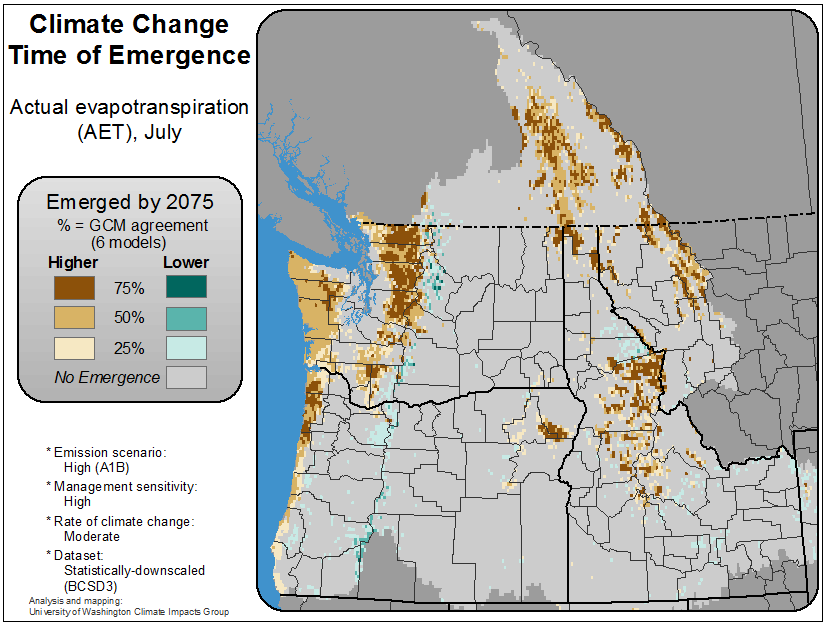 Climate Change
Time of Emergence
Actual evapotranspiration
(AET), July
Emerged by 2075
% = GCM agreement
(6 models)
Higher Lower
75%
50%
25%
No Emergence
* Emission scenario:
High (A1B)
* Management sensitivity:
High
* Rate of climate change:
Moderate
* Dataset:
Statistically-downscaled
(BCSD3)
Analysis and mapping:
University of Washington Climate Impacts Group